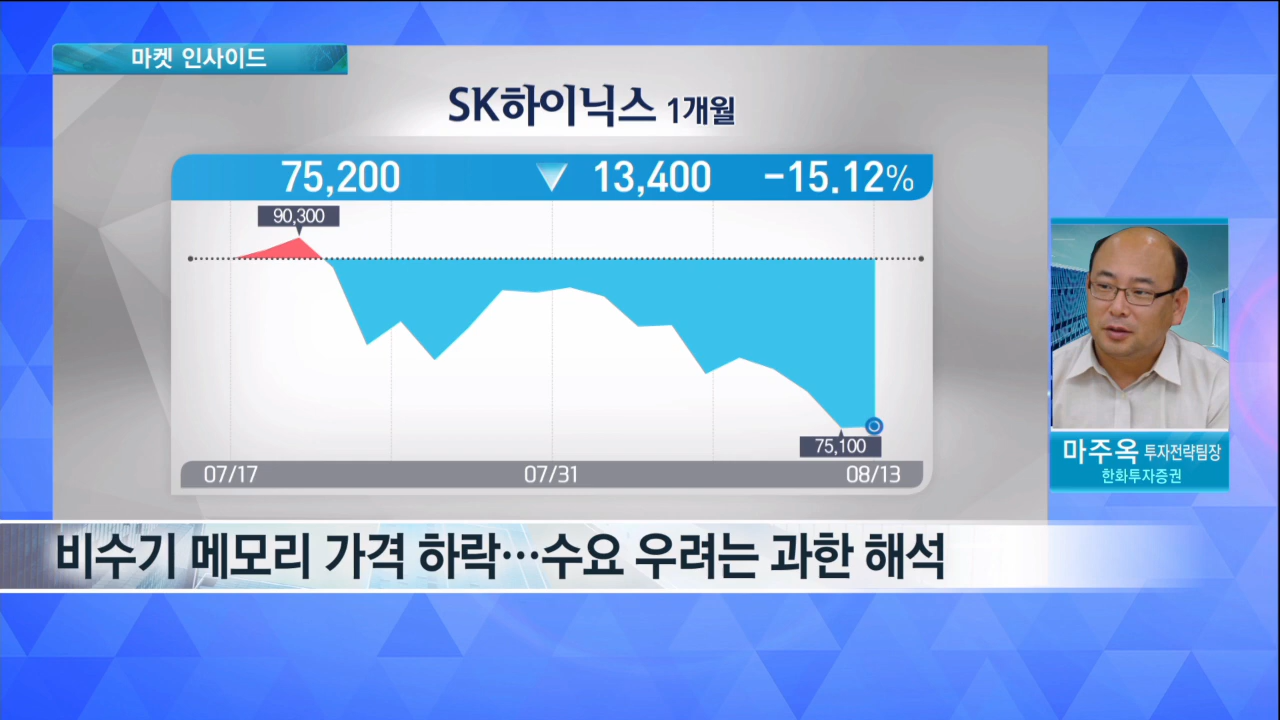 마켓 인사이드
SK하이닉스 1개월
75,200 ▼ 13,400 -15.12%
90,300
75,100
07/17 07/31 08/13
마주옥 투자전략팀장
한화투자증권
비수기 메모리 가격 하락…수요 우려는 과한 해석